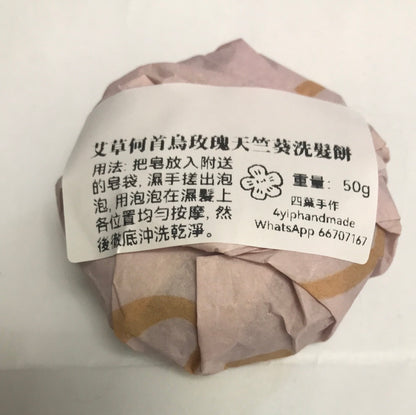 艾草何首烏玫瑰天竺葵洗髮餅
用法: 把皂放入附送
的皂袋, 濕手搓出泡
泡, 用泡泡在濕髮上
各位置均勻按摩, 然
後徹底沖洗乾淨。
重量: 50g
四葉手作
4yiphandmade
WhatsApp 66707167